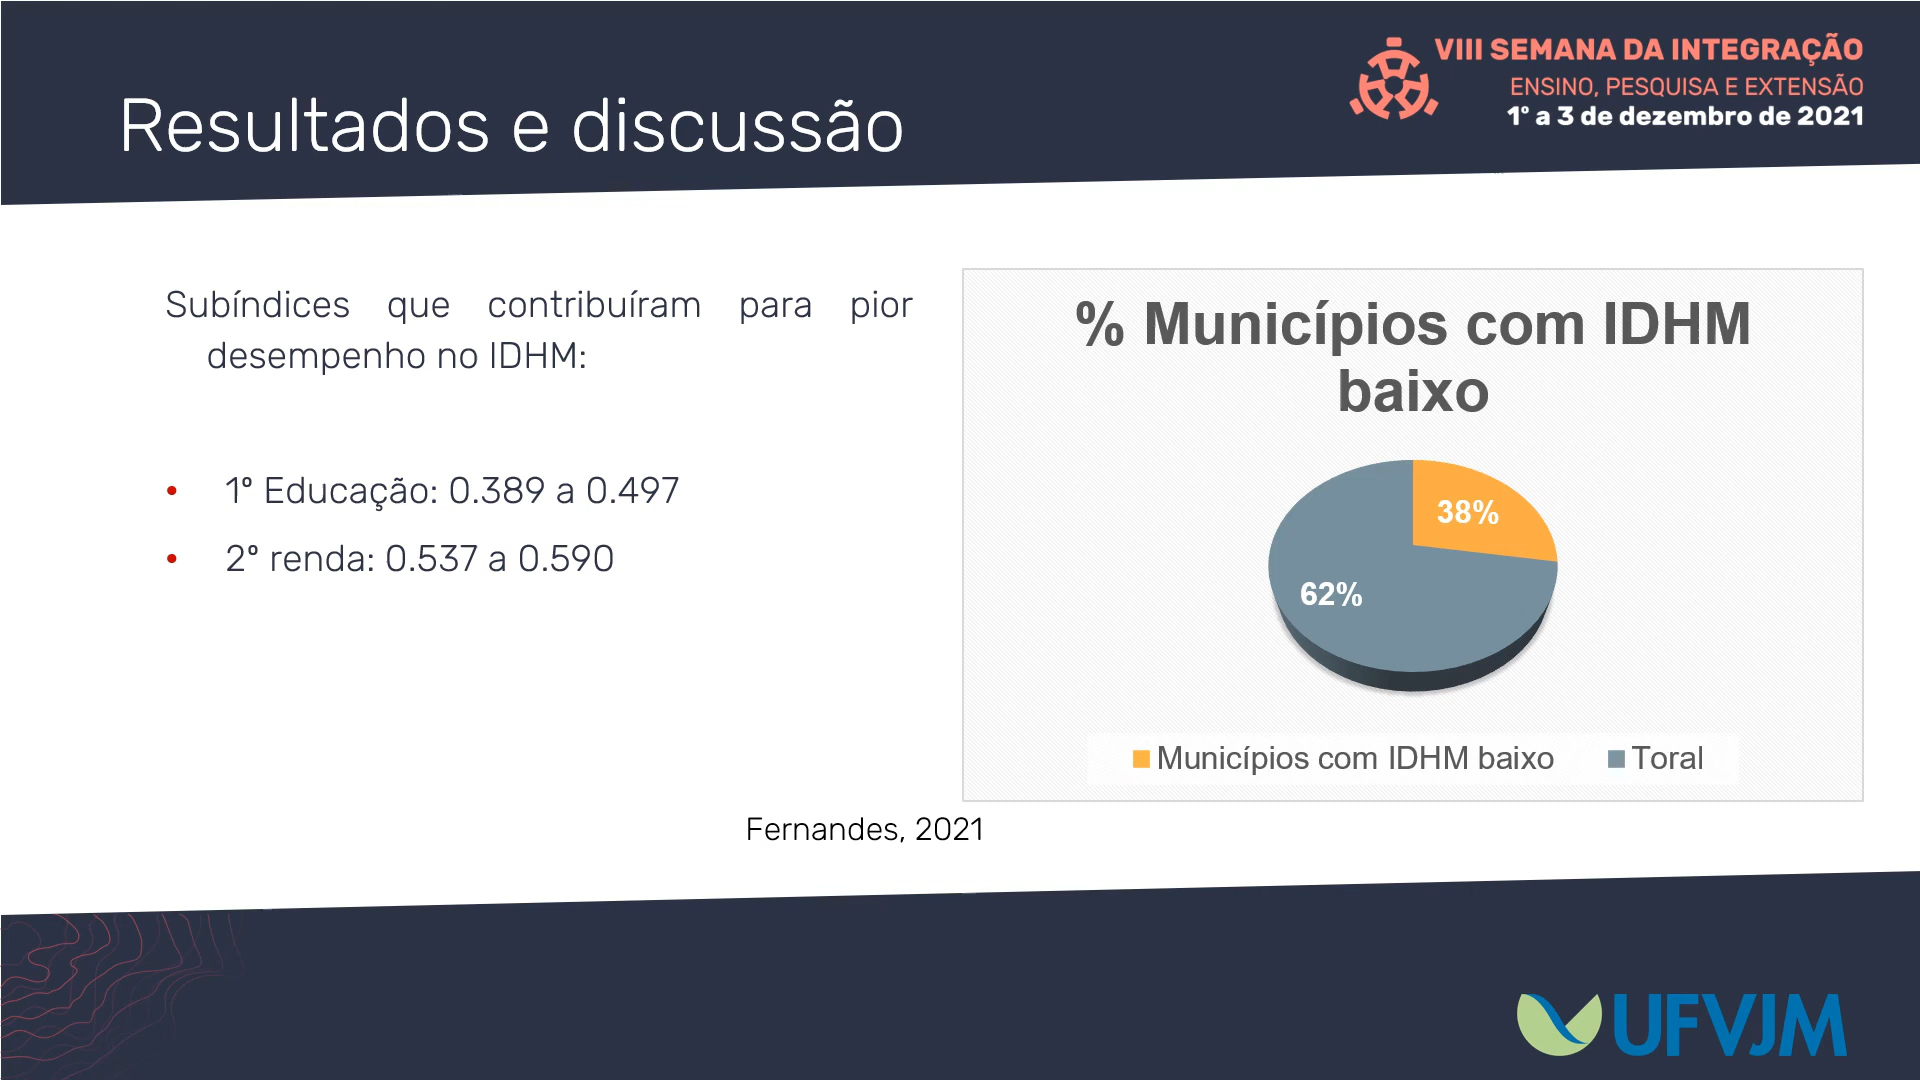 VIII SEMANA DA INTEGRAÇÃO
ENSINO, PESQUISA E EXTENSÃO
1º a 3 de dezembro de 2021
Resultados e discussão
Subíndices que contribuíram para pior
desempenho no IDHM:
• 1º Educação: 0.389 a 0.497
• 2º renda: 0.537 a 0.590
% Municípios com IDHM
baixo
38%
62%
Municípios com IDHM baixo Toral
Fernandes, 2021
UFVJM